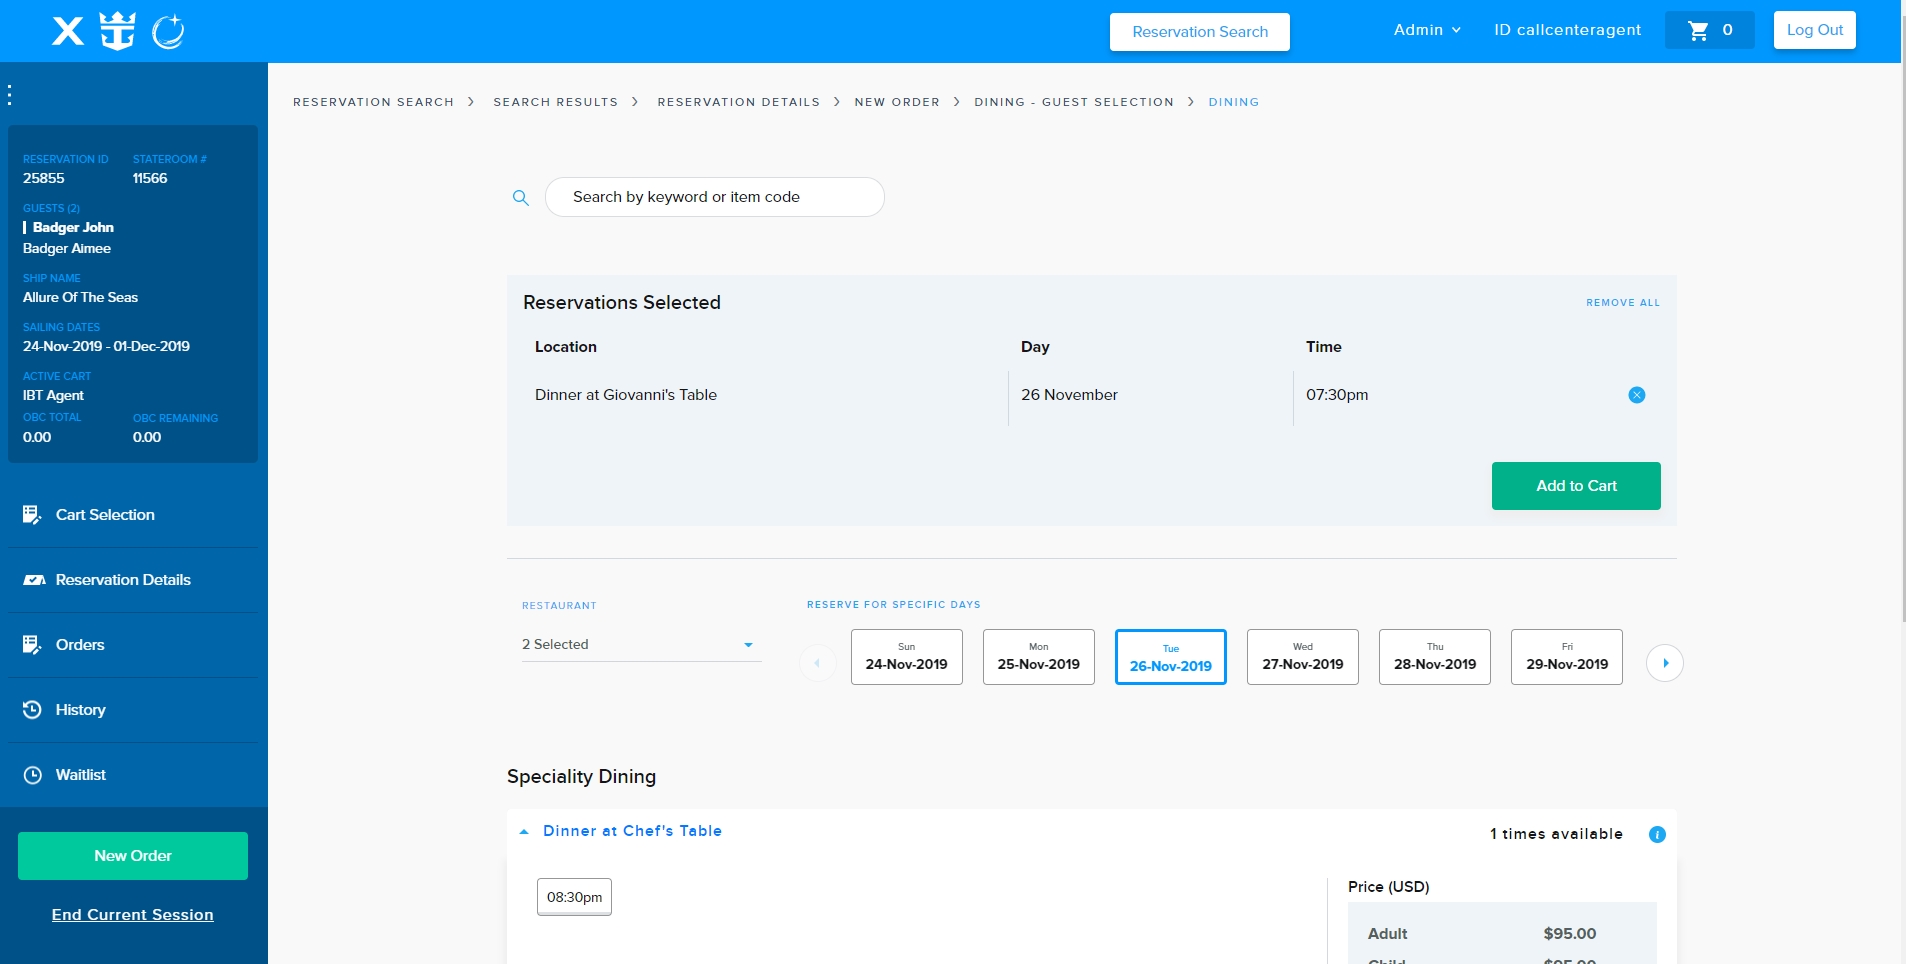 Reservation Search
Admin
ID callcenteragent
0
Log Out
RESERVATION SEARCH > SEARCH RESULTS > RESERVATION DETAILS > NEW ORDER > DINING - GUEST SELECTION > DINING
RESERVATION ID STATEROOM #
25855 11566
GUESTS (2)
Badger John
Badger Aimee
SHIP NAME
Allure Of The Seas
SAILING DATES
24-Nov-2019 - 01-Dec-2019
ACTIVE CART
IBT Agent
OBC TOTAL OBC REMAINING
0.00 0.00
Cart Selection
Reservation Details
Orders
History
Waitlist
New Order
End Current Session
Search by keyword or item code
Reservations Selected REMOVE ALL
Location Day Time
Dinner at Giovanni's Table 26 November 07:30pm
Add to Cart
RESTAURANT
2 Selected
RESERVE FOR SPECIFIC DAYS
Sun
24-Nov-2019
Mon
25-Nov-2019
Tue
26-Nov-2019
Wed
27-Nov-2019
Thu
28-Nov-2019
Fri
29-Nov-2019
Speciality Dining
Dinner at Chef's Table 1 times available
08:30pm
Price (USD)
Adult $95.00
Child $95.00